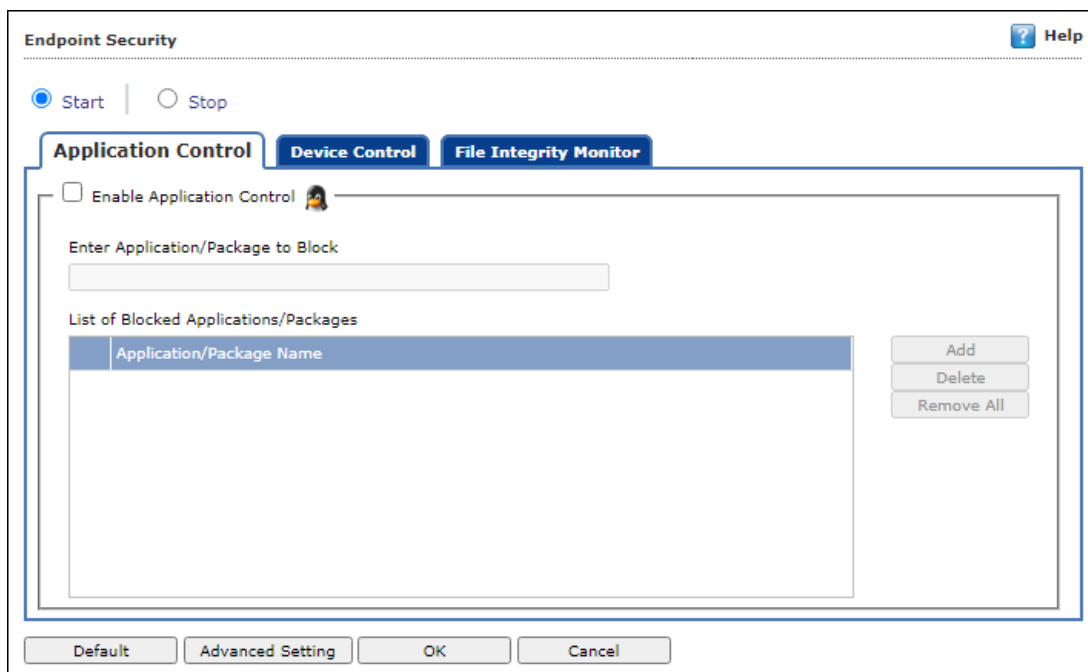 Endpoint Security
Help
Start
Stop
Application Control
Device Control
File Integrity Monitor
Enable Application Control
Enter Application/Package to Block
List of Blocked Applications/Packages
Application/Package Name
Add
Delete
Remove All
Default
Advanced Setting
OK
Cancel